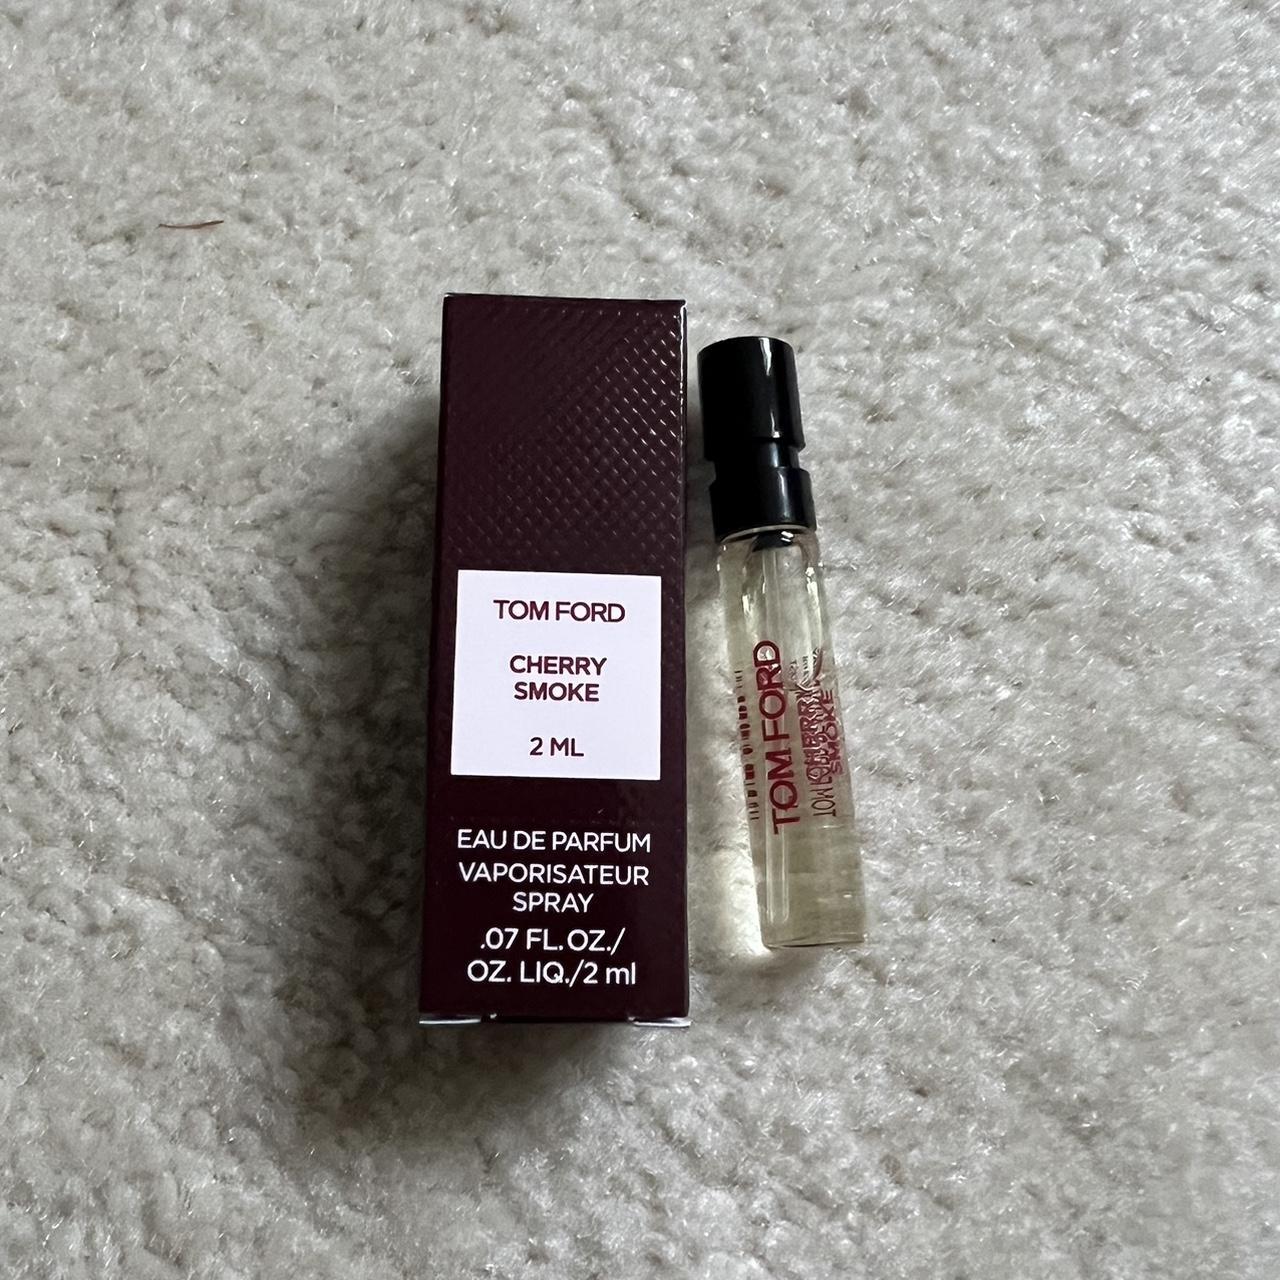 TOM FORD
CHERRY
SMOKE
2 ML
EAU DE PARFUM
VAPORISATEUR
SPRAY
.07 FL.OZ./
OZ. LIQ./2 ml
TOM FORD
CHERRY
SMOKE